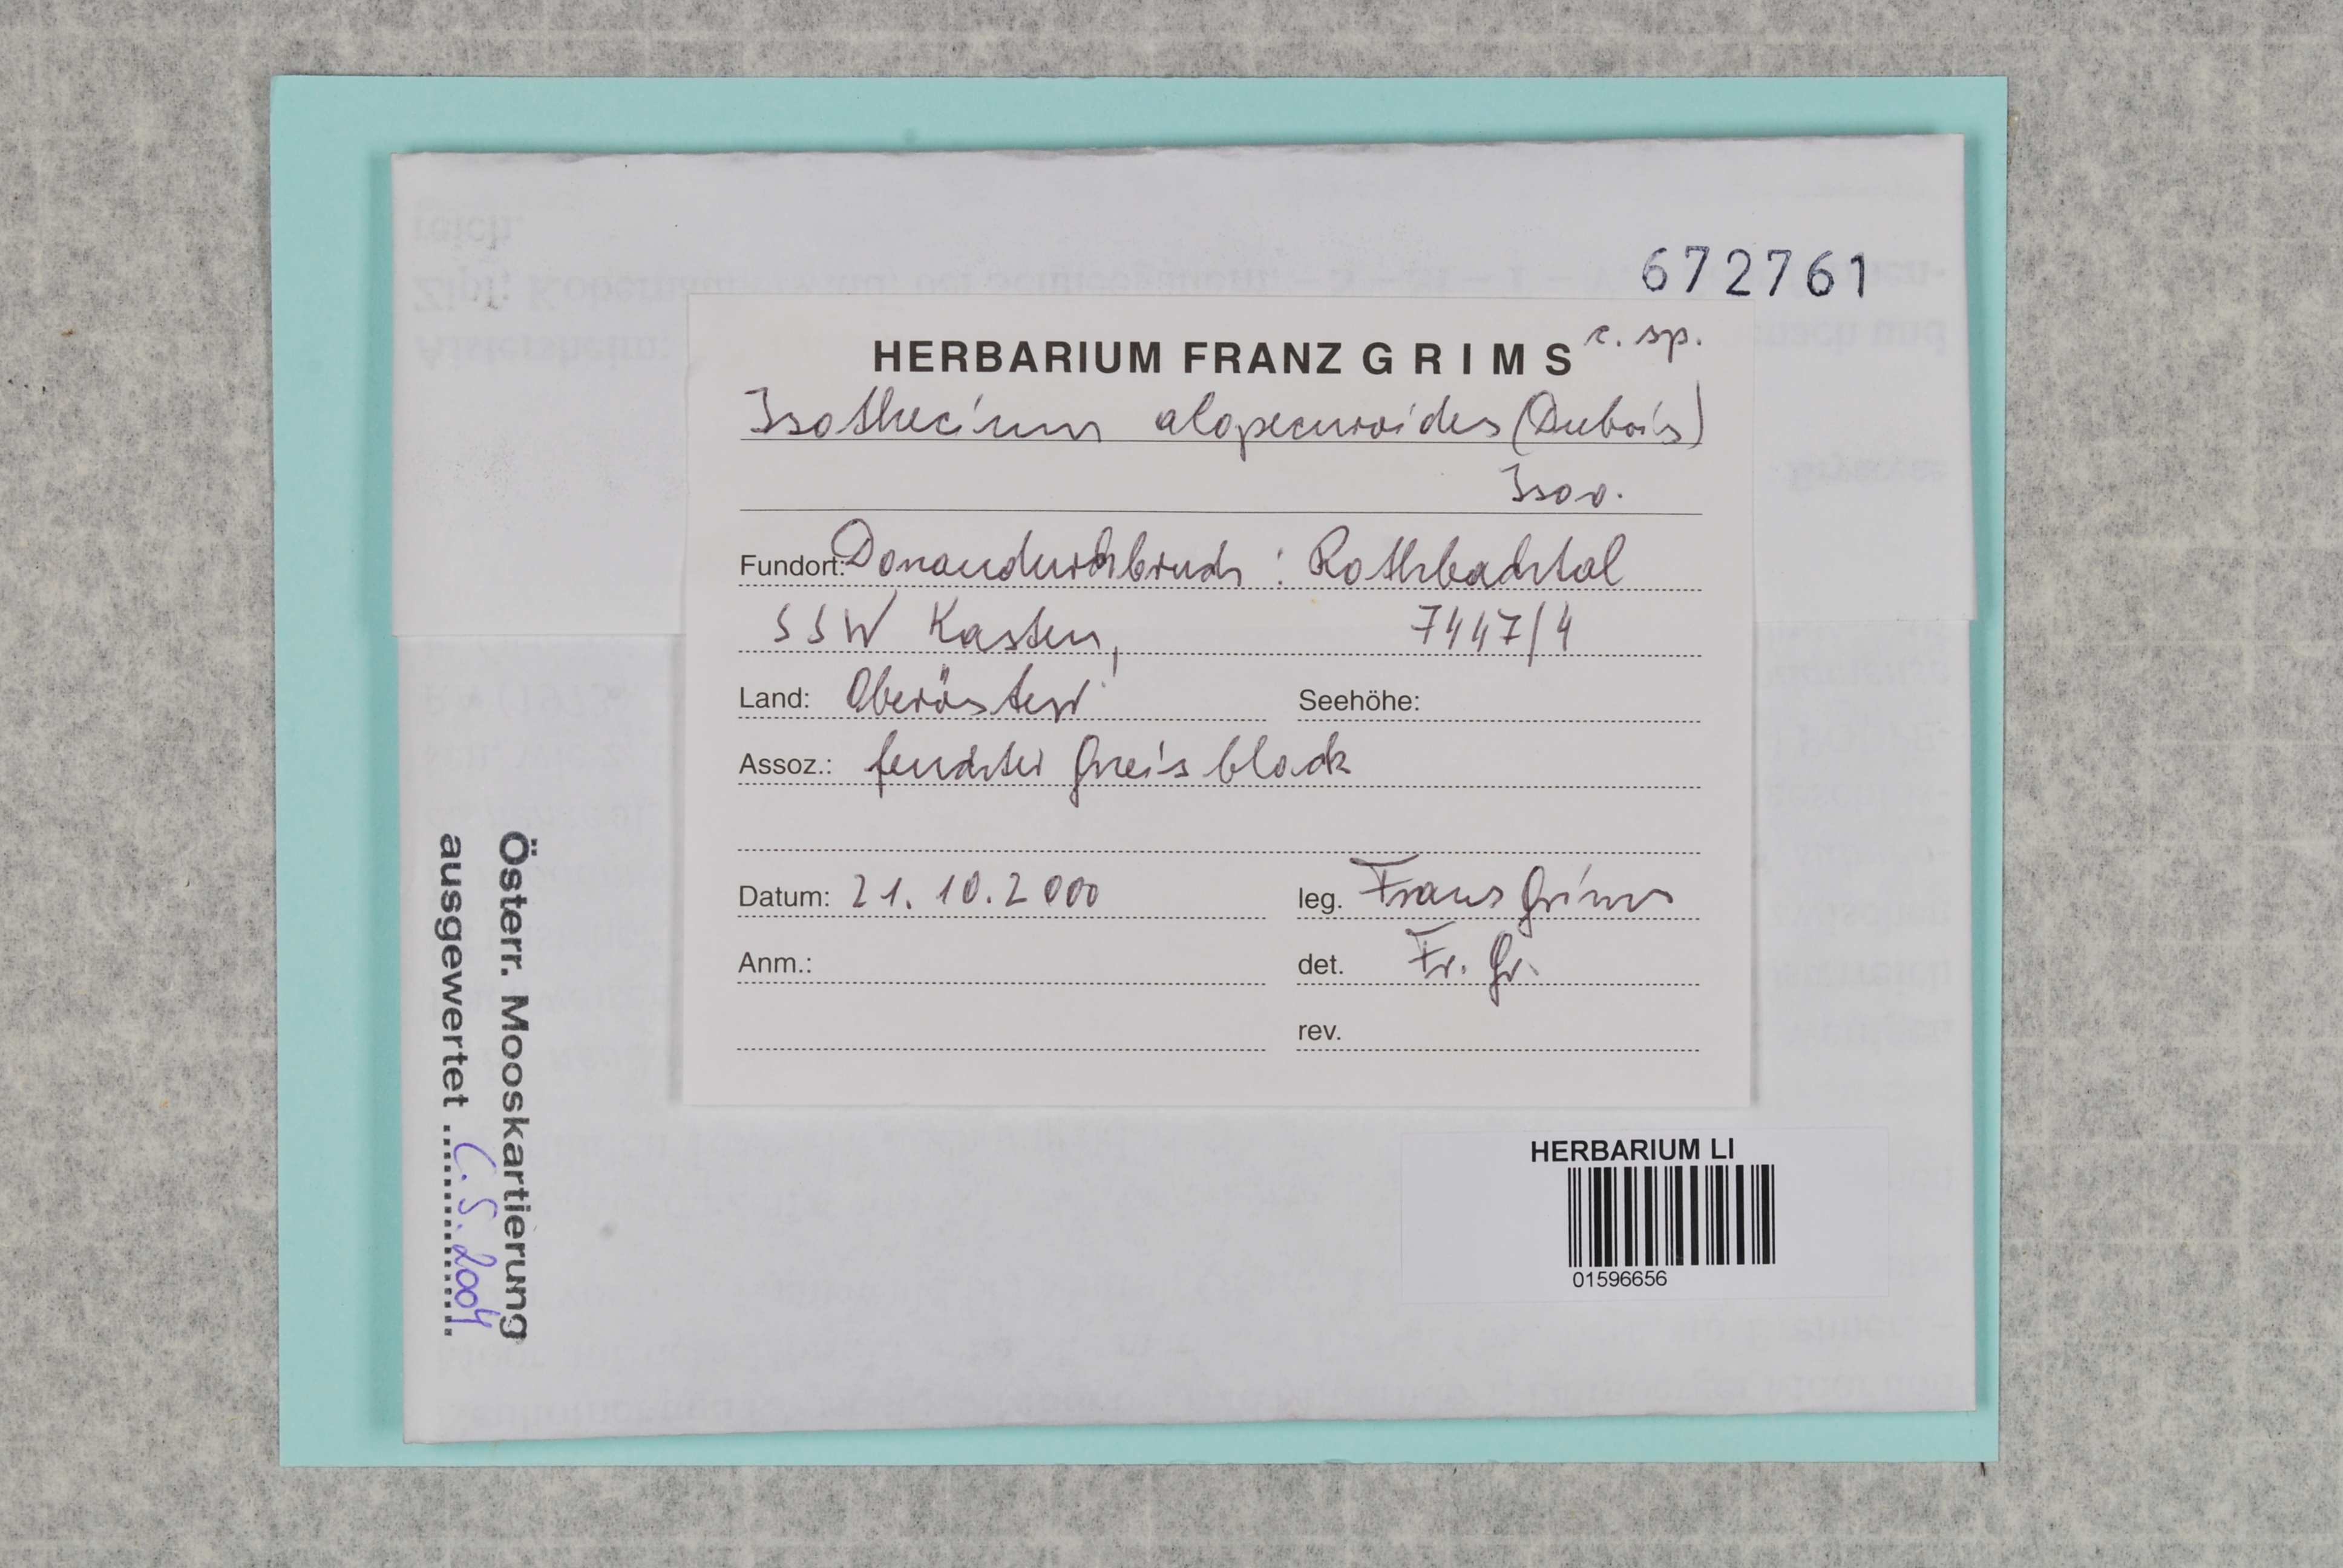 672761
HERBARIUM FRANZ GRIMS c. sp.
Isothecium alopecuroides (Dubois)
Isov.
Fundort: Donaudurchbruch: Rothbachtal
SSW Kasten, 7447/4
Land: Oberösterr. Seehöhe:
Assoz.: feuchter Gneisblock
Datum: 21.10.2000 leg. Franz Grims
Anm.: det. Fr. Gr.
rev.
Österr. Mooskartierung
ausgewertet C. S. 2004
HERBARIUM LI
01596656